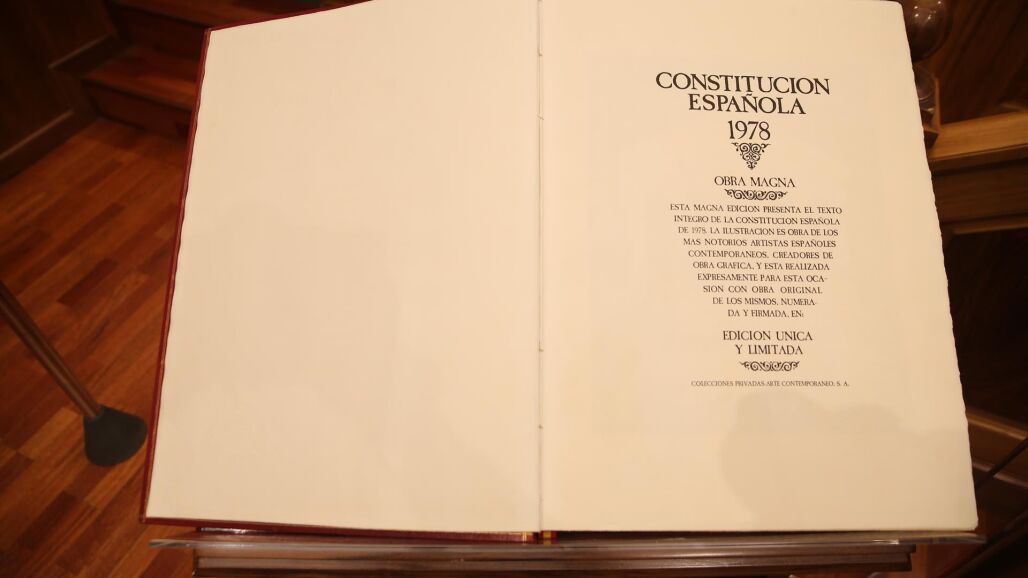 CONSTITUCION
ESPAÑOLA
1978
OBRA MAGNA
ESTA MAGNA EDICION PRESENTA EL TEXTO
INTEGRO DE LA CONSTITUCION ESPAÑOLA
DE 1978. LA ILUSTRACION ES OBRA DE LOS
MAS NOTORIOS ARTISTAS ESPAÑOLES
CONTEMPORANEOS, CREADORES DE
OBRA GRAFICA, Y ESTA REALIZADA
EXPRESAMENTE PARA ESTA OCA-
SION CON OBRA ORIGINAL
DE LOS MISMOS, NUMERA-
DA Y FIRMADA, EN:
EDICION UNICA
Y LIMITADA
COLECCIONES PRIVADAS-ARTE CONTEMPORANEO, S. A.